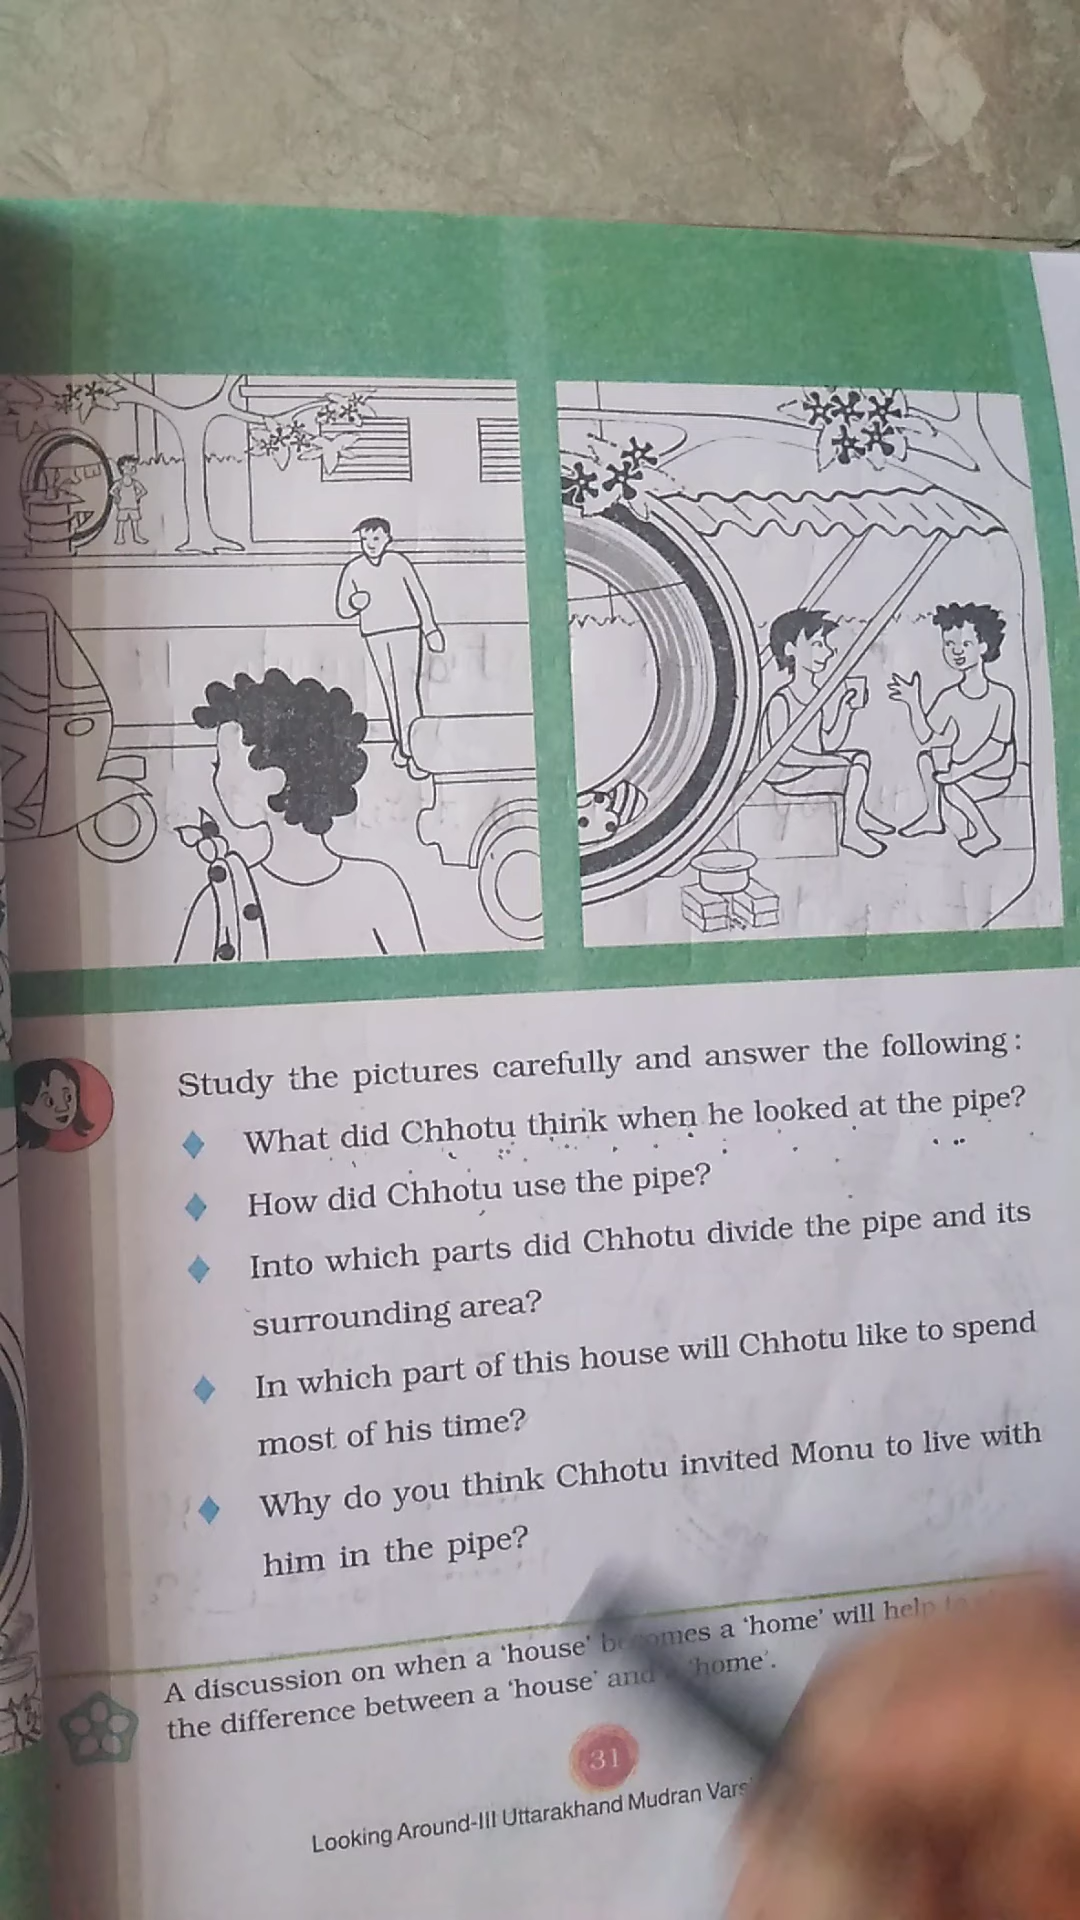 Study the pictures carefully and answer the following :
What did Chhotu think when he looked at the pipe?
How did Chhotu use the pipe?
Into which parts did Chhotu divide the pipe and its
surrounding area?
In which part of this house will Chhotu like to spend
most of his time?
Why do you think Chhotu invited Monu to live with
him in the pipe?
A discussion on when a 'house' becomes a 'home' will help
the difference between a 'house' and 'home'.
31
Looking Around-III Uttarakhand Mudran